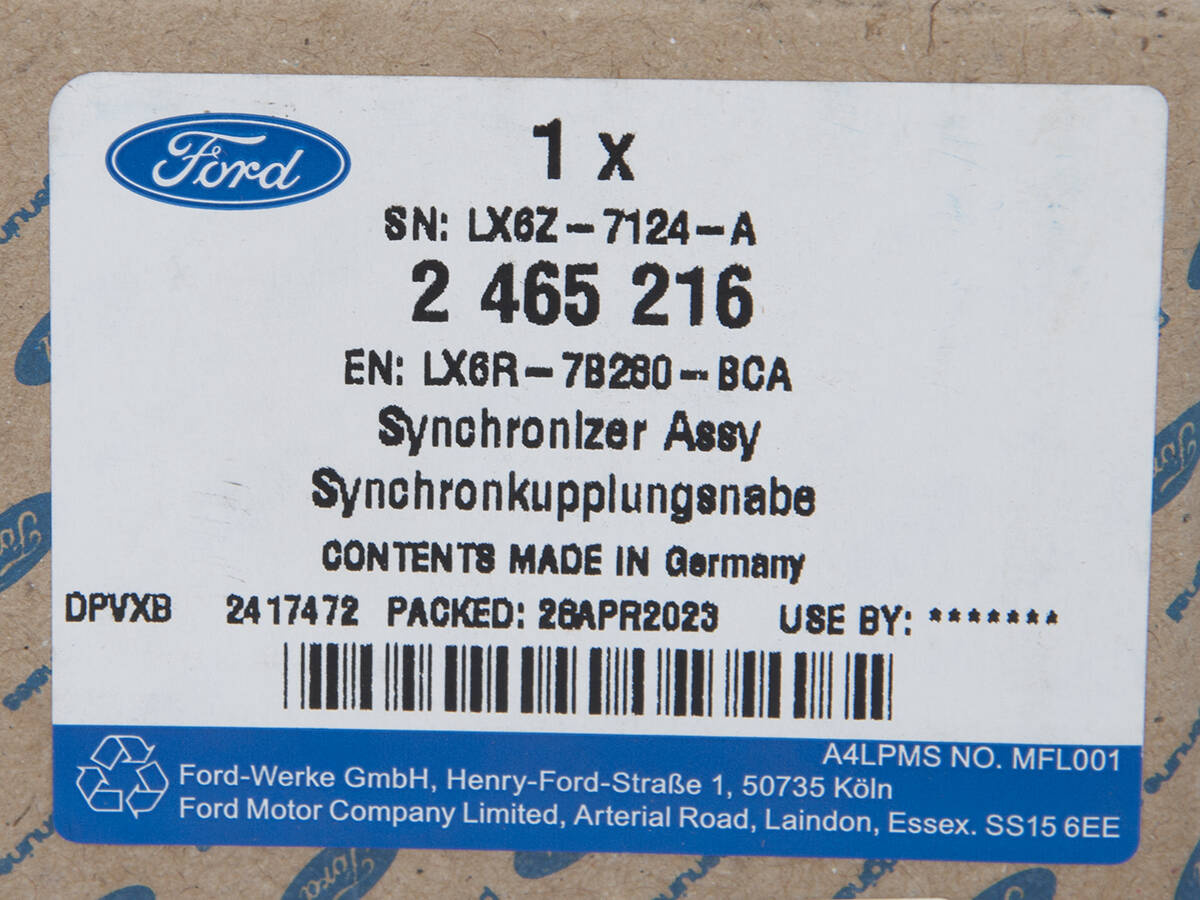 Ford
1 x
SN: LX6Z-7124-A
2 465 216
EN: LX6R-7B280-BCA
Synchronizer Assy
Synchronkupplungsnabe
CONTENTS MADE IN Germany
DPVXB 2417472 PACKED: 26APR2023 USE BY: *******
A4LPMS NO. MFL001
Ford-Werke GmbH, Henry-Ford-Straße 1, 50735 Köln
Ford Motor Company Limited, Arterial Road, Laindon, Essex. SS15 6EE